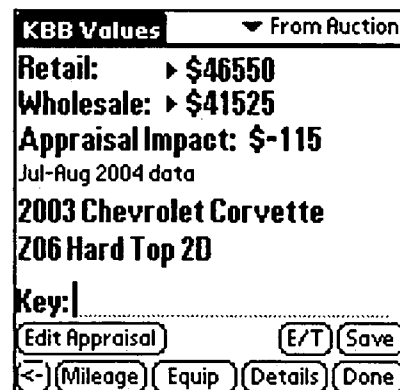 KBB Values From Auction
Retail: $46550
Wholesale: $41525
Appraisal Impact: $-115
Jul-Aug 2004 data
2003 Chevrolet Corvette
Z06 Hard Top 2D
Key:
Edit Appraisal E/T Save
<- Mileage Equip Details Done